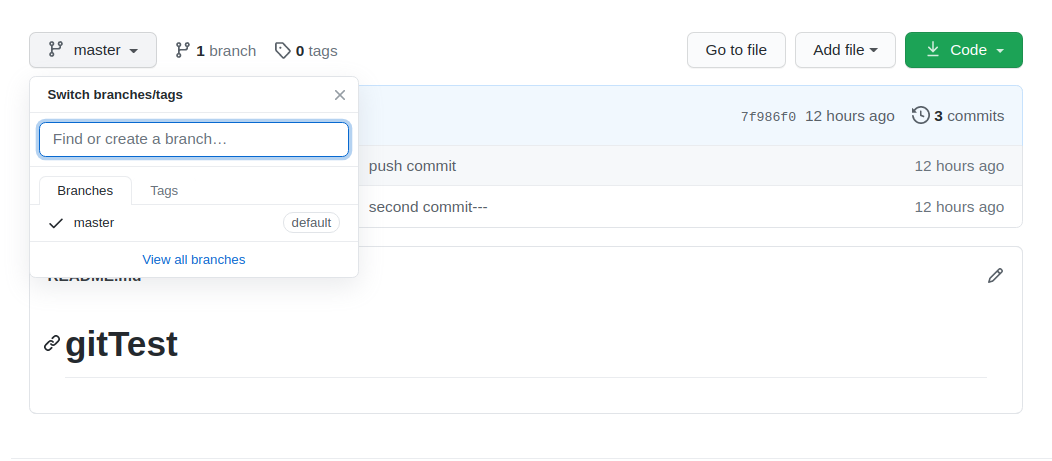 master
1 branch
0 tags
Go to file
Add file
Code
Switch branches/tags
Find or create a branch…
Branches
Tags
master
default
View all branches
7f986f0 12 hours ago
3 commits
push commit
12 hours ago
second commit---
12 hours ago
README.md
gitTest